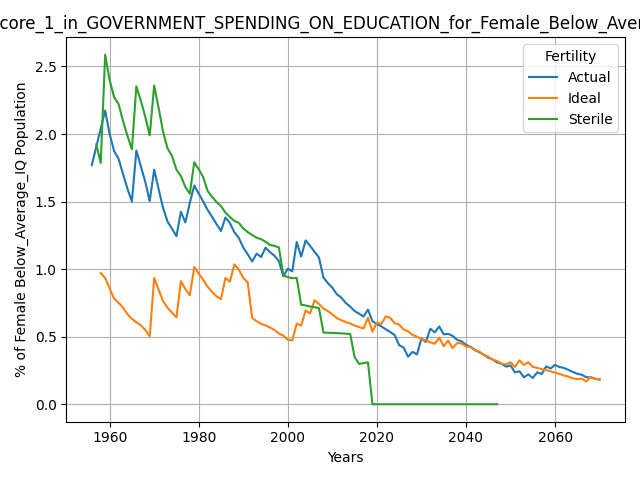 core_1_in_GOVERNMENT_SPENDING_ON_EDUCATION_for_Female_Below_Aver
% of Female Below_Average_IQ Population
2.5
2.0
1.5
1.0
0.5
0.0
Fertility
Actual
Ideal
Sterile
1960 1980 2000 2020 2040 2060
Years